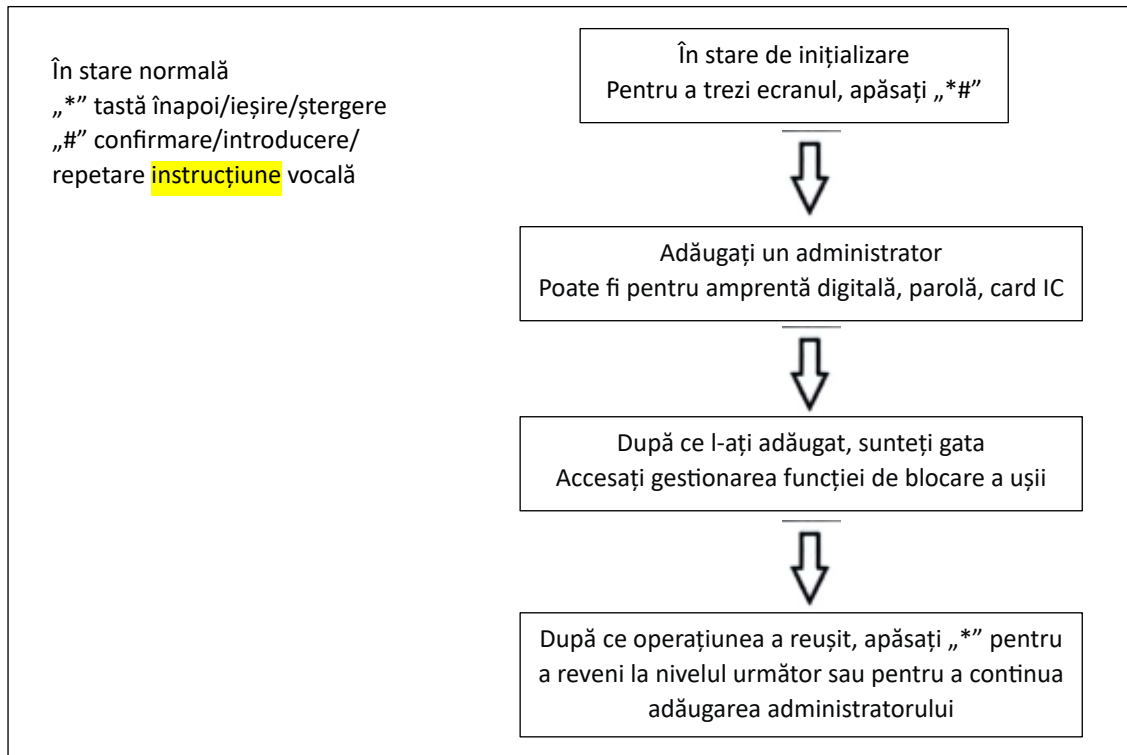 În stare normală
„*” tastă înapoi/ieșire/ștergere
„#” confirmare/introducere/
repetare instrucțiune vocală
În stare de inițializare
Pentru a trezi ecranul, apăsați „*#”
Adăugați un administrator
Poate fi pentru amprentă digitală, parolă, card IC
După ce l-ați adăugat, sunteți gata
Accesați gestionarea funcției de blocare a ușii
După ce operațiunea a reușit, apăsați „*” pentru
a reveni la nivelul următor sau pentru a continua
adăugarea administratorului